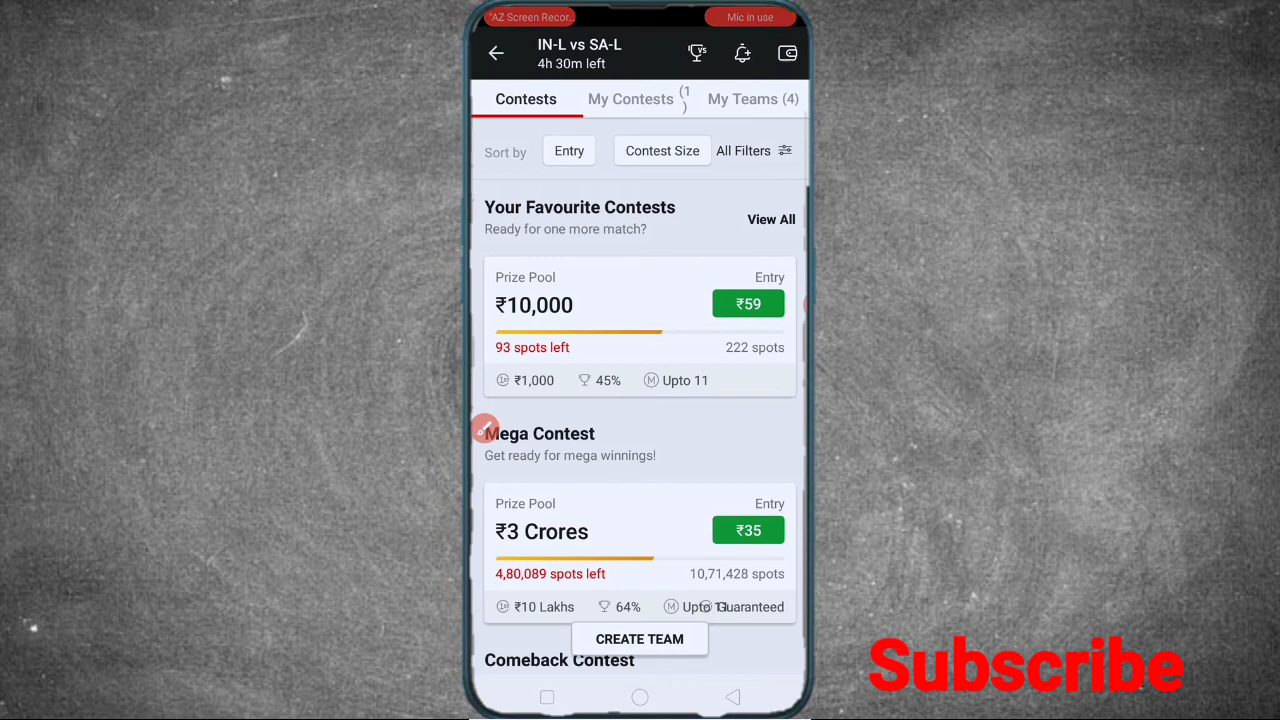 "AZ Screen Recor... Mic in use
IN-L vs SA-L
4h 30m left
Contests My Contests (1) My Teams (4)
Sort by Entry Contest Size All Filters
Your Favourite Contests
View All
Ready for one more match?
Prize Pool Entry
₹10,000 ₹59
93 spots left 222 spots
1st ₹1,000 45% M Upto 11
Mega Contest
Get ready for mega winnings!
Prize Pool Entry
₹3 Crores ₹35
4,80,089 spots left 10,71,428 spots
1st ₹10 Lakhs 64% M Upto 11 Guaranteed
CREATE TEAM
Comeback Contest
Subscribe